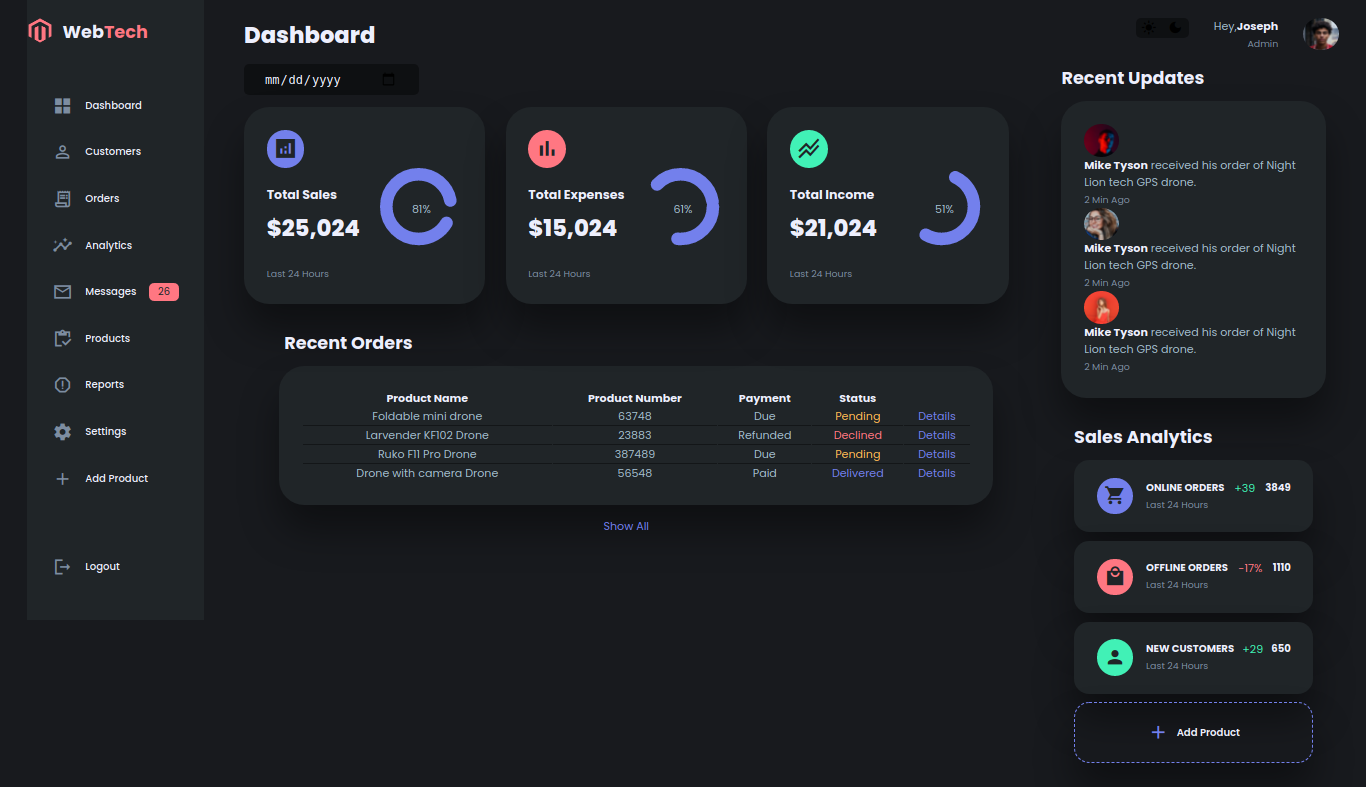 WebTech
Dashboard
Customers
Orders
Analytics
Messages 26
Products
Reports
Settings
Add Product
Logout
Dashboard
mm/dd/yyyy
Total Sales
$25,024
81%
Last 24 Hours
Total Expenses
$15,024
61%
Last 24 Hours
Total Income
$21,024
51%
Last 24 Hours
Recent Orders
Product Name Product Number Payment Status
Foldable mini drone 63748 Due Pending Details
Larvender KF102 Drone 23883 Refunded Declined Details
Ruko F11 Pro Drone 387489 Due Pending Details
Drone with camera Drone 56548 Paid Delivered Details
Show All
Hey,Joseph
Admin
Recent Updates
Mike Tyson received his order of Night
Lion tech GPS drone.
2 Min Ago
Mike Tyson received his order of Night
Lion tech GPS drone.
2 Min Ago
Mike Tyson received his order of Night
Lion tech GPS drone.
2 Min Ago
Sales Analytics
ONLINE ORDERS +39 3849
Last 24 Hours
OFFLINE ORDERS -17% 1110
Last 24 Hours
NEW CUSTOMERS +29 650
Last 24 Hours
Add Product